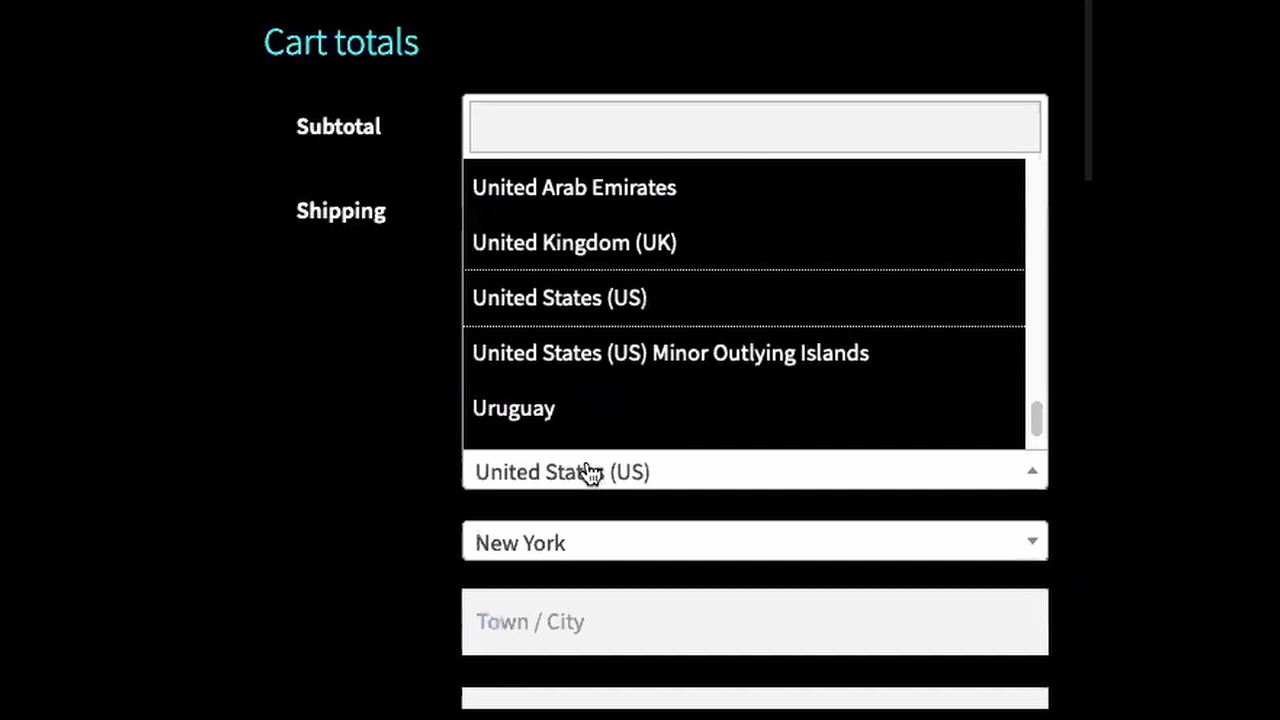 Cart totals
Subtotal
Shipping
United Arab Emirates
United Kingdom (UK)
United States (US)
United States (US) Minor Outlying Islands
Uruguay
United States (US)
New York
Town / City